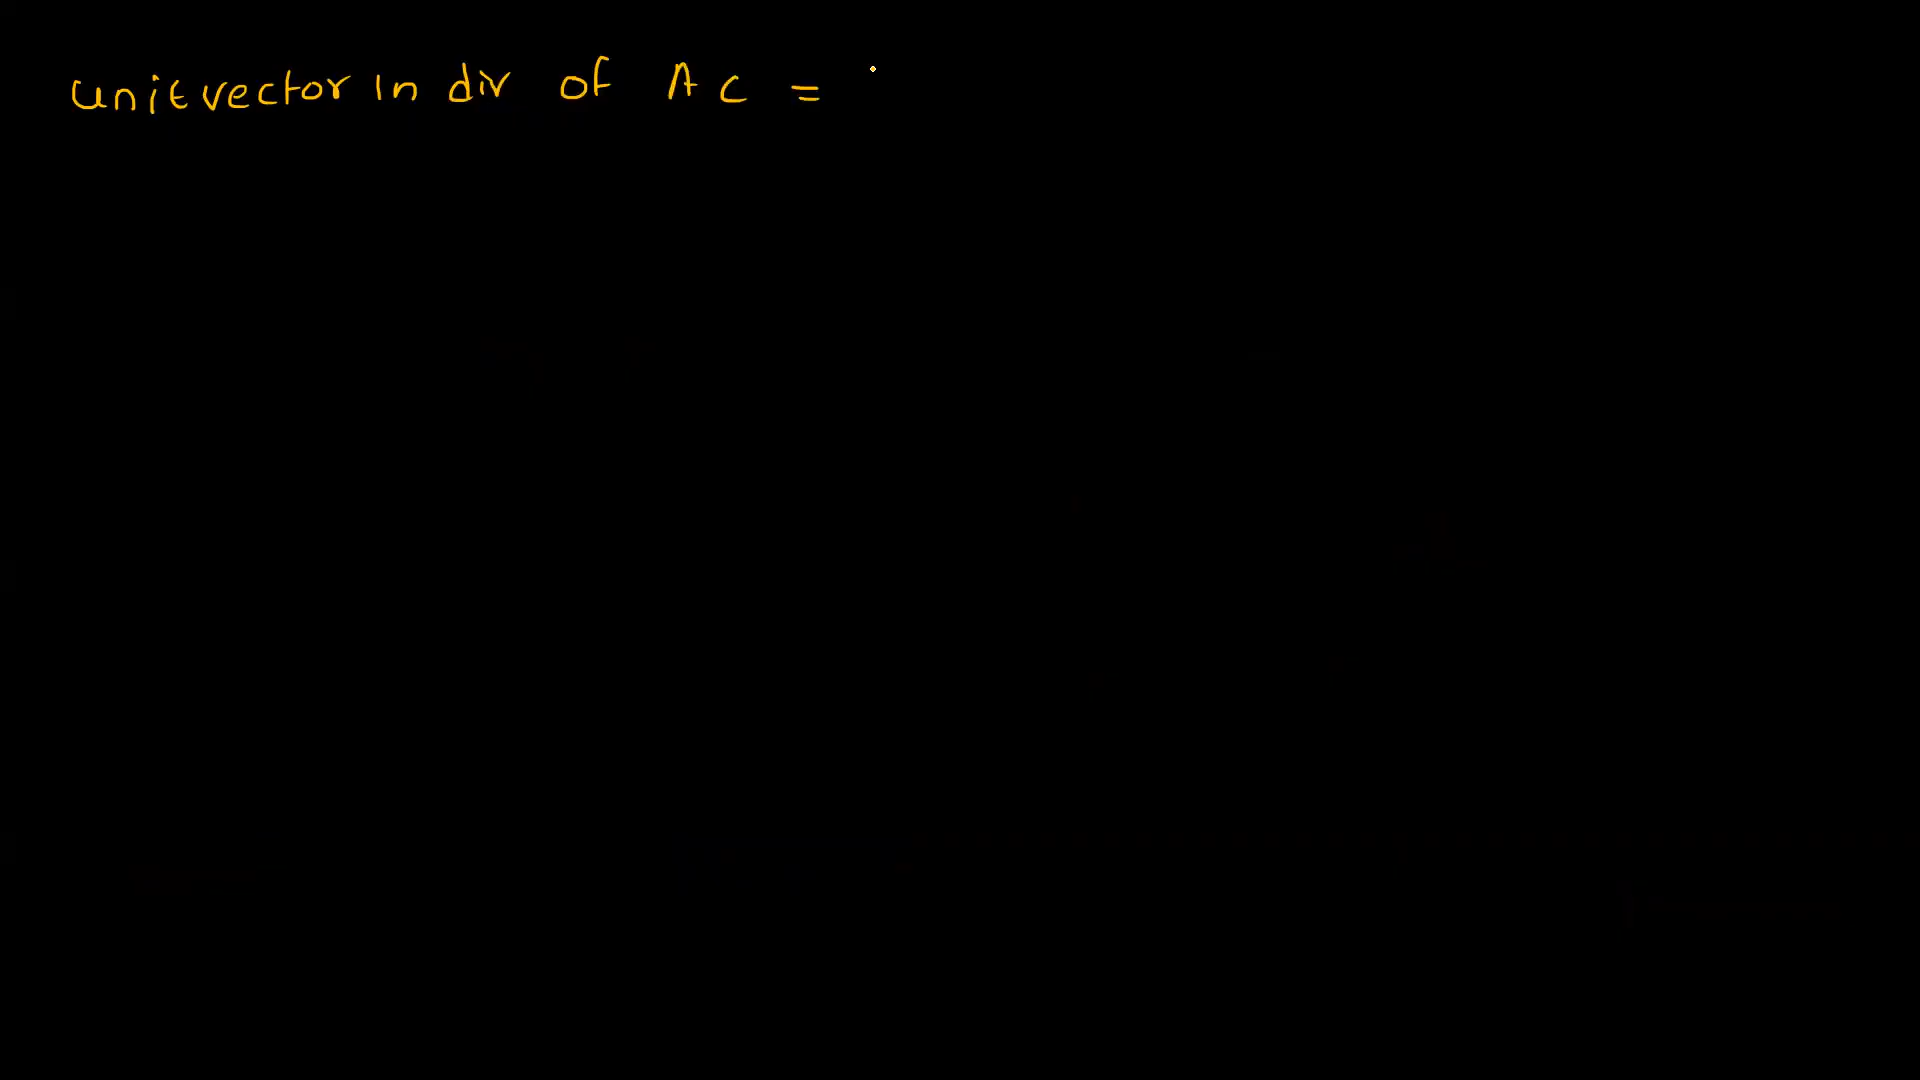 unitvector in dir of AC =